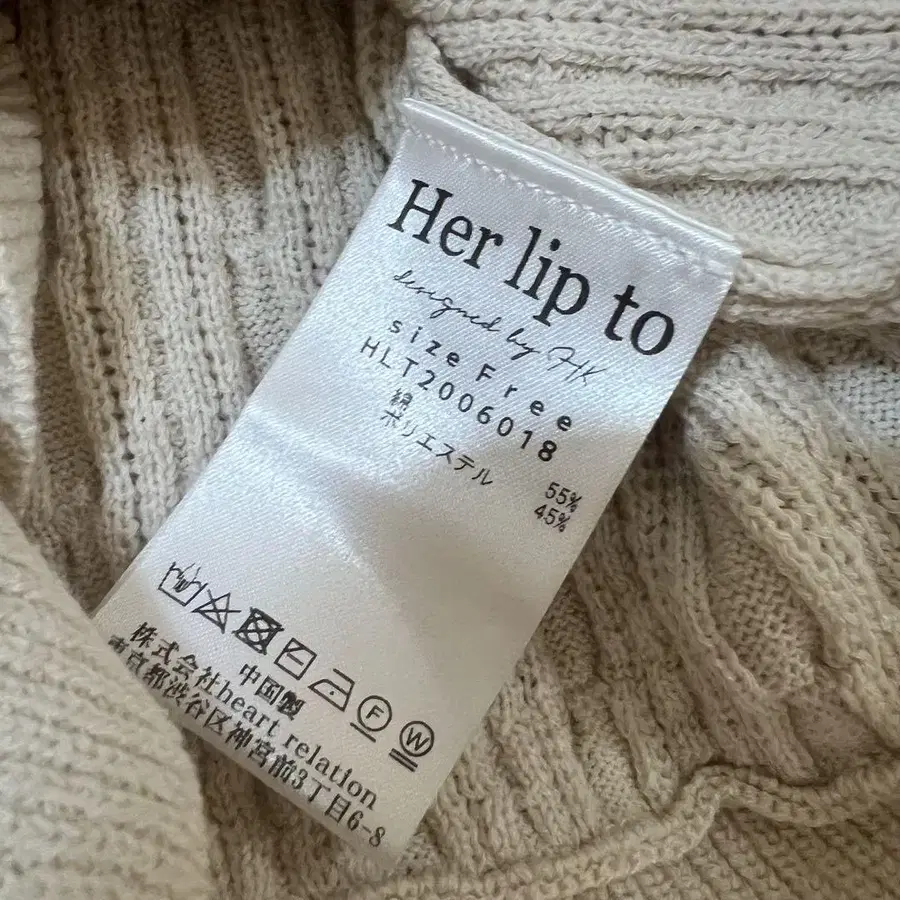 Her lip to
designed by HK
size Free
HLT2006018
綿 55%
ポリエステル 45%
F W
中国製
株式会社heart relation
東京都渋谷区神宮前3丁目6-8